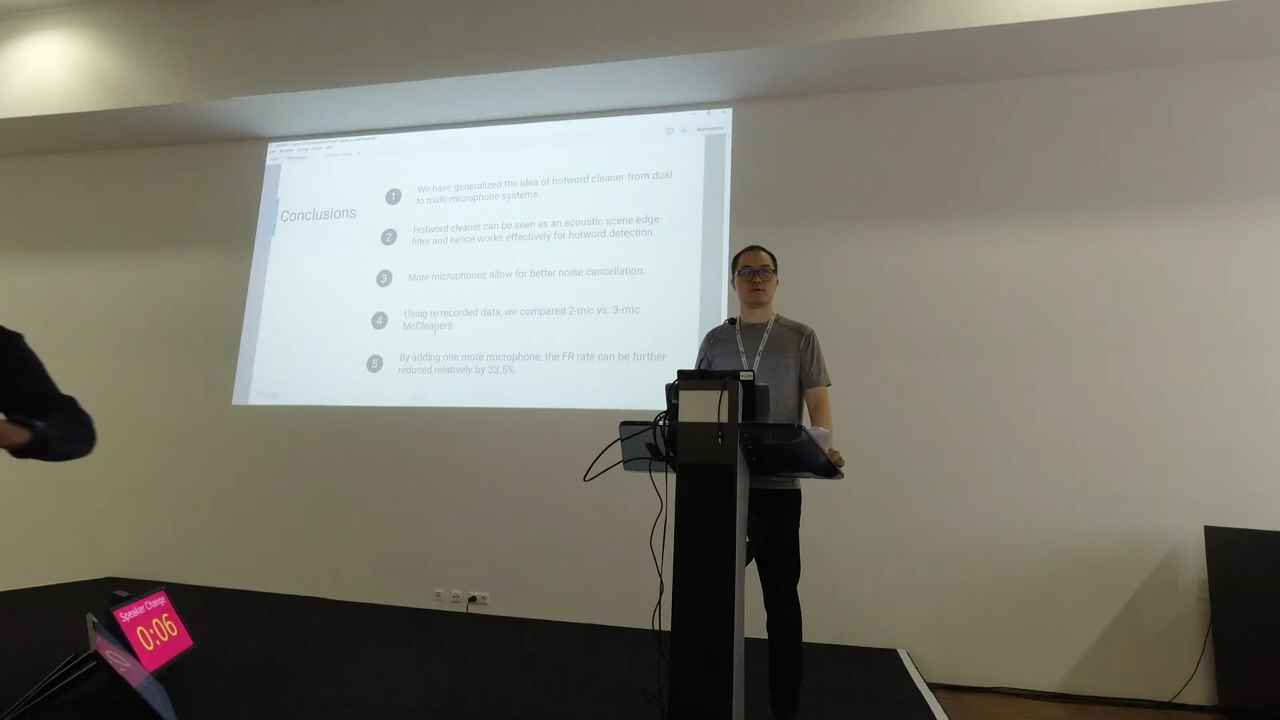 Conclusions
1
We have generalized the idea of hotword cleaner from dual
to multi-microphone systems.
2
Hotword cleaner can be seen as an acoustic scene edge
filter and hence works effectively for hotword detection.
3
More microphones allow for better noise cancellation.
4
Using re-recorded data, we compared 2-mic vs. 3-mic
McCleaners.
5
By adding one more microphone, the FR rate can be further
reduced relatively by 33.5%.
Speaker Change
0:06